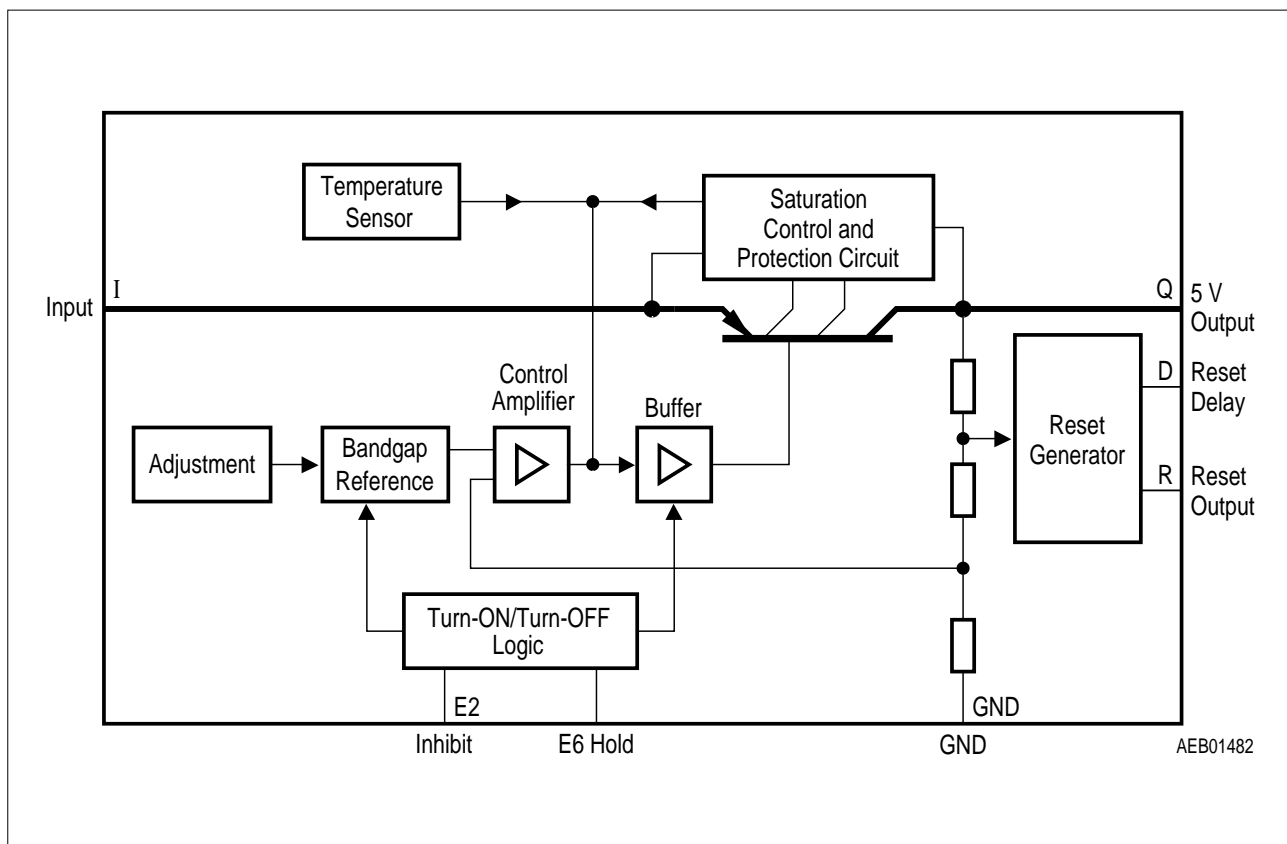 Temperature
Sensor
Saturation
Control and
Protection Circuit
Input
I
Q
5 V
Output
Control
Amplifier
Buffer
D
Reset
Delay
Adjustment
Bandgap
Reference
Reset
Generator
R
Reset
Output
Turn-ON/Turn-OFF
Logic
E2
GND
Inhibit
E6 Hold
GND
AEB01482